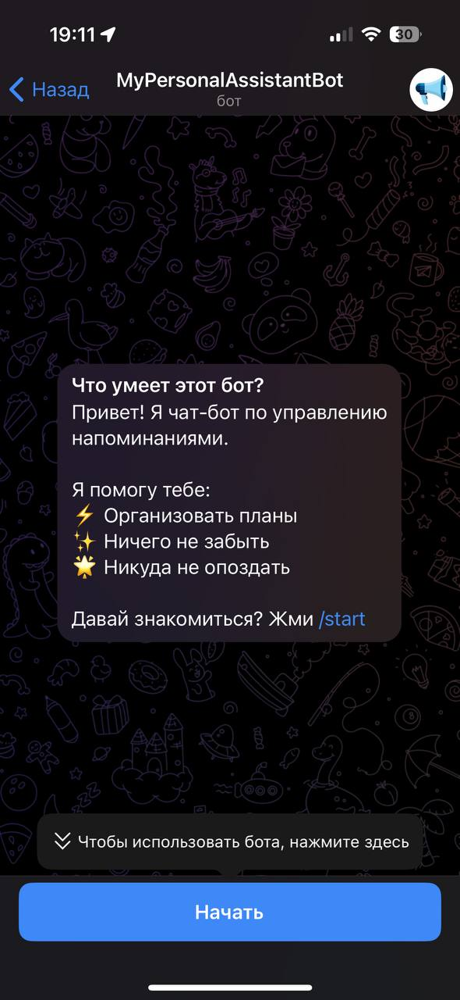 19:11
30
Назад
MyPersonalAssistantBot
бот
Что умеет этот бот?
Привет! Я чат-бот по управлению
напоминаниями.
Я помогу тебе:
⚡ Организовать планы
✨ Ничего не забыть
🌟 Никуда не опоздать
Давай знакомиться? Жми /start
Чтобы использовать бота, нажмите здесь
Начать